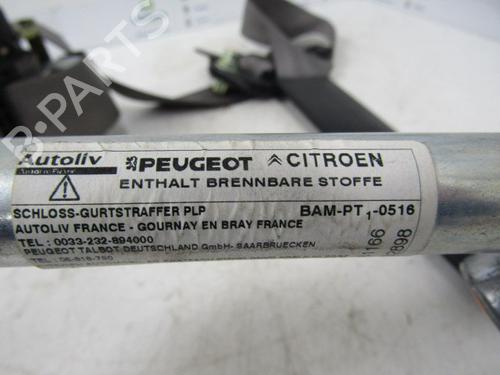 B-PARTS
Autoliv
PEUGEOT
CITROEN
ENTHALT BRENNBARE STOFFE
SCHLOSS-GURTSTRAFFER PLP
BAM-PT1-0516
AUTOLIV FRANCE - GOURNAY EN BRAY FRANCE
TEL : 0033-232-894000
PEUGEOT TALBOT DEUTSCHLAND GmbH- SAARBRUECKEN